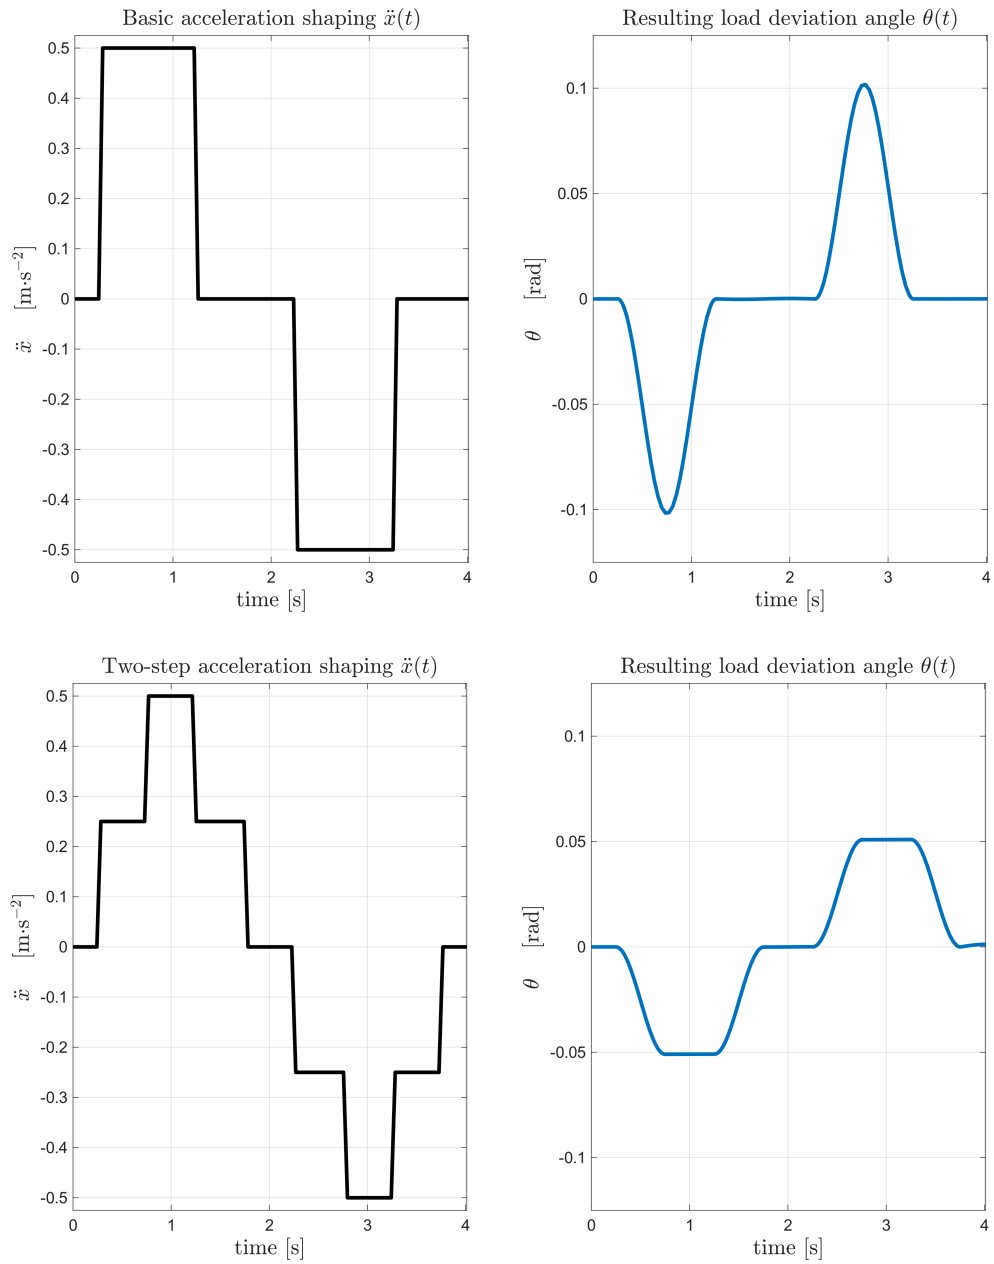 Basic acceleration shaping ẍ(t)
0.5
0.4
0.3
0.2
0.1
0
-0.1
-0.2
-0.3
-0.4
-0.5
ẍ [m·s⁻²]
0 1 2 3 4
time [s]
Resulting load deviation angle θ(t)
0.1
0.05
0
-0.05
-0.1
θ [rad]
0 1 2 3 4
time [s]
Two-step acceleration shaping ẍ(t)
0.5
0.4
0.3
0.2
0.1
0
-0.1
-0.2
-0.3
-0.4
-0.5
ẍ [m·s⁻²]
0 1 2 3 4
time [s]
Resulting load deviation angle θ(t)
0.1
0.05
0
-0.05
-0.1
θ [rad]
0 1 2 3 4
time [s]